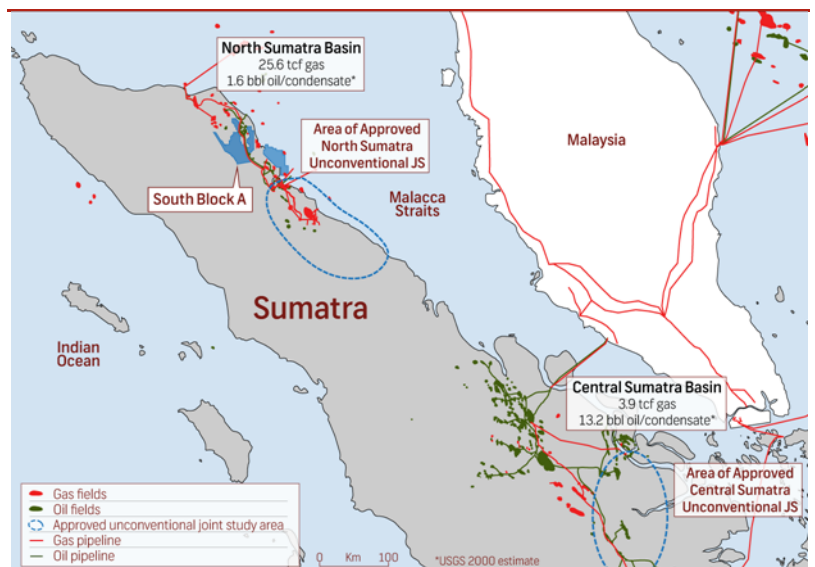 North Sumatra Basin
25.6 tcf gas
1.6 bbl oil/condensate*
Area of Approved
North Sumatra
Unconventional JS
Malaysia
South Block A
Malacca
Straits
Sumatra
Indian
Ocean
Central Sumatra Basin
3.9 tcf gas
13.2 bbl oil/condensate*
Area of Approved
Central Sumatra
Unconventional JS
Gas fields
Oil fields
Approved unconventional joint study area
Gas pipeline
Oil pipeline
0 Km 100
*USGS 2000 estimate